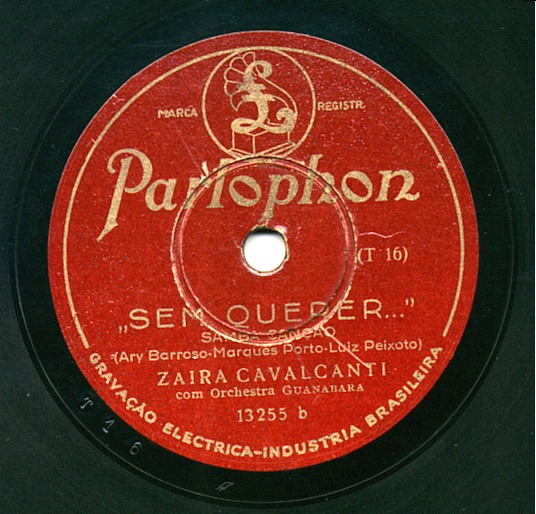 MARCA REGISTR.
Parlophon
(T 16)
„SEM QUERER..."
SAMBA CANÇÃO
(Ary Barroso-Marques Porto-Luiz Peixoto)
ZAIRA CAVALCANTI
com Orchestra GUANABARA
13255 b
GRAVAÇÃO ELECTRICA-INDUSTRIA BRASILEIRA
T 16